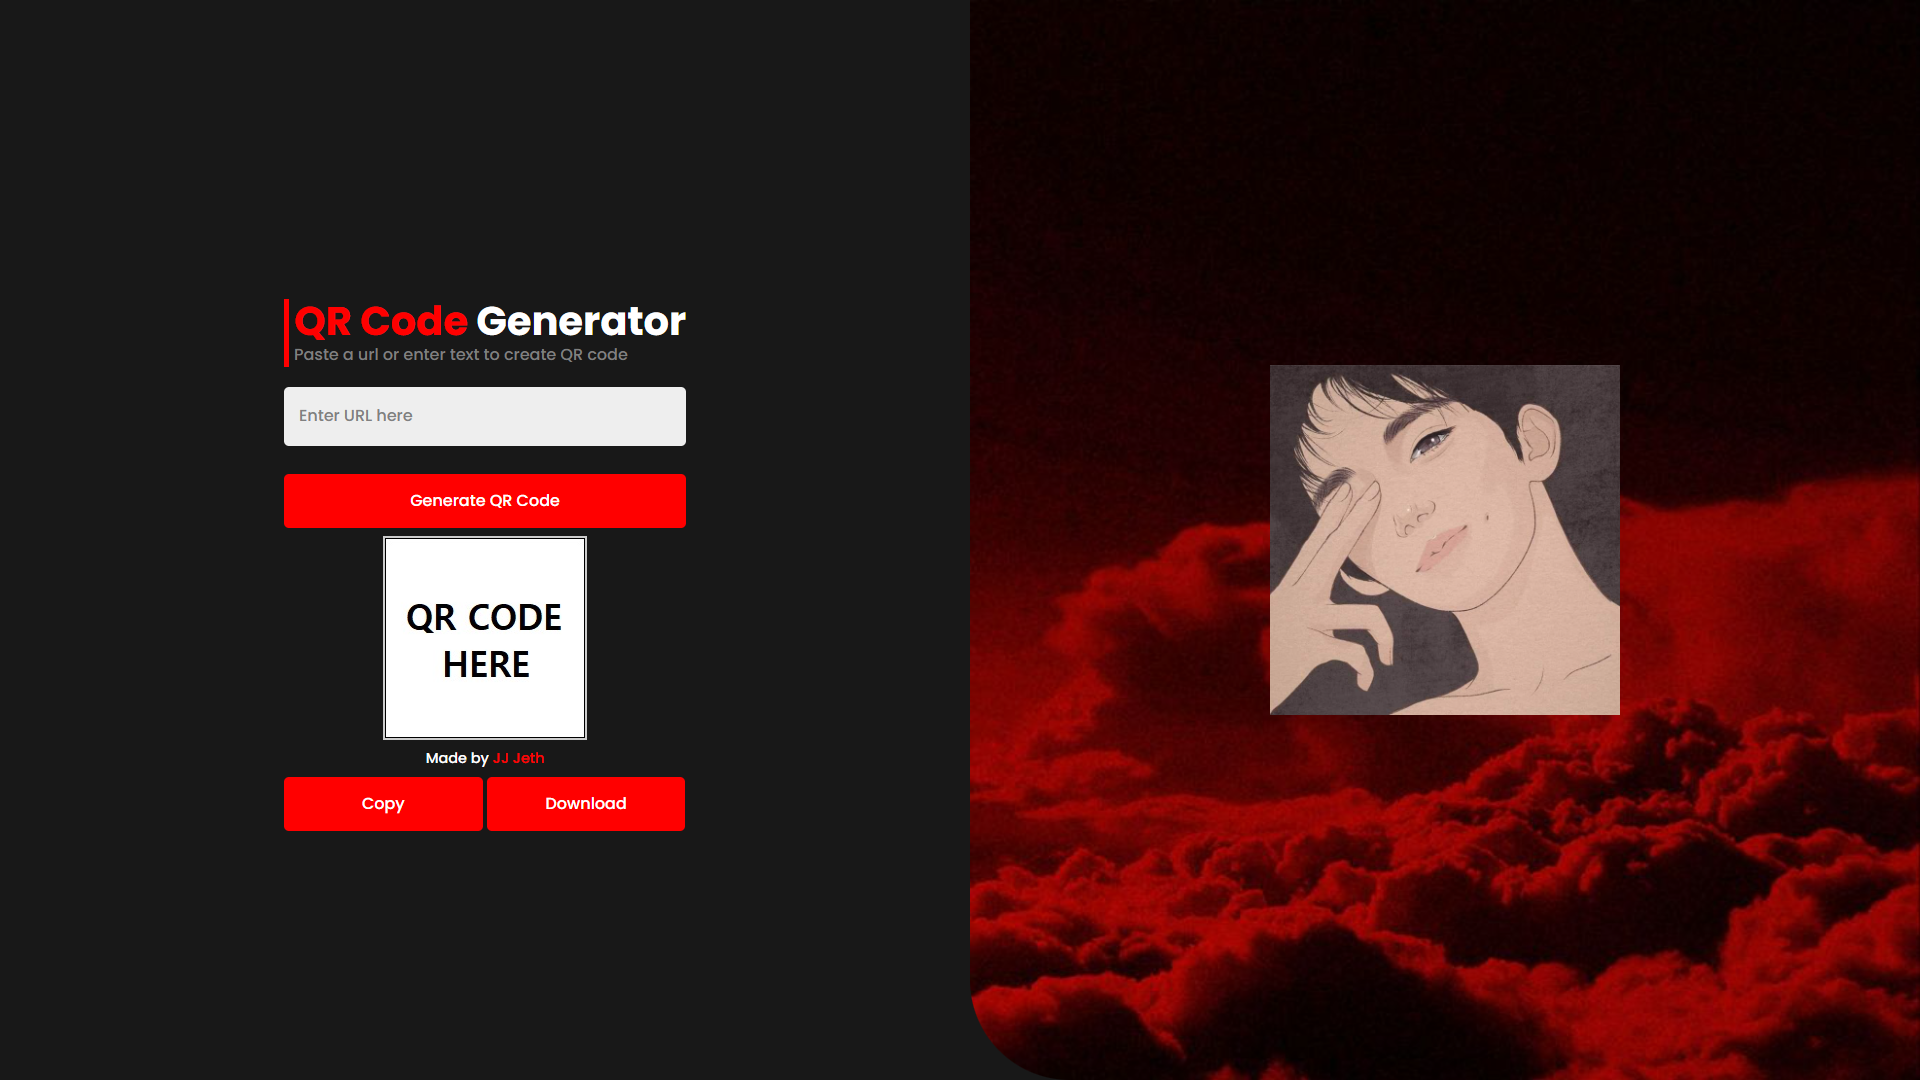 QR Code Generator
Paste a url or enter text to create QR code
Enter URL here
Generate QR Code
QR CODE
HERE
Made by JJ Jeth
Copy
Download